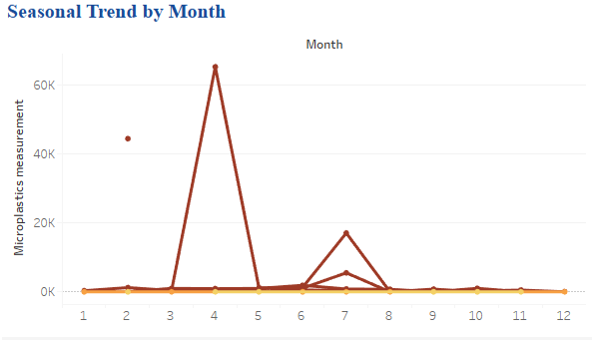 Seasonal Trend by Month
Month
Microplastics measurement
60K
40K
20K
0K
1 2 3 4 5 6 7 8 9 10 11 12